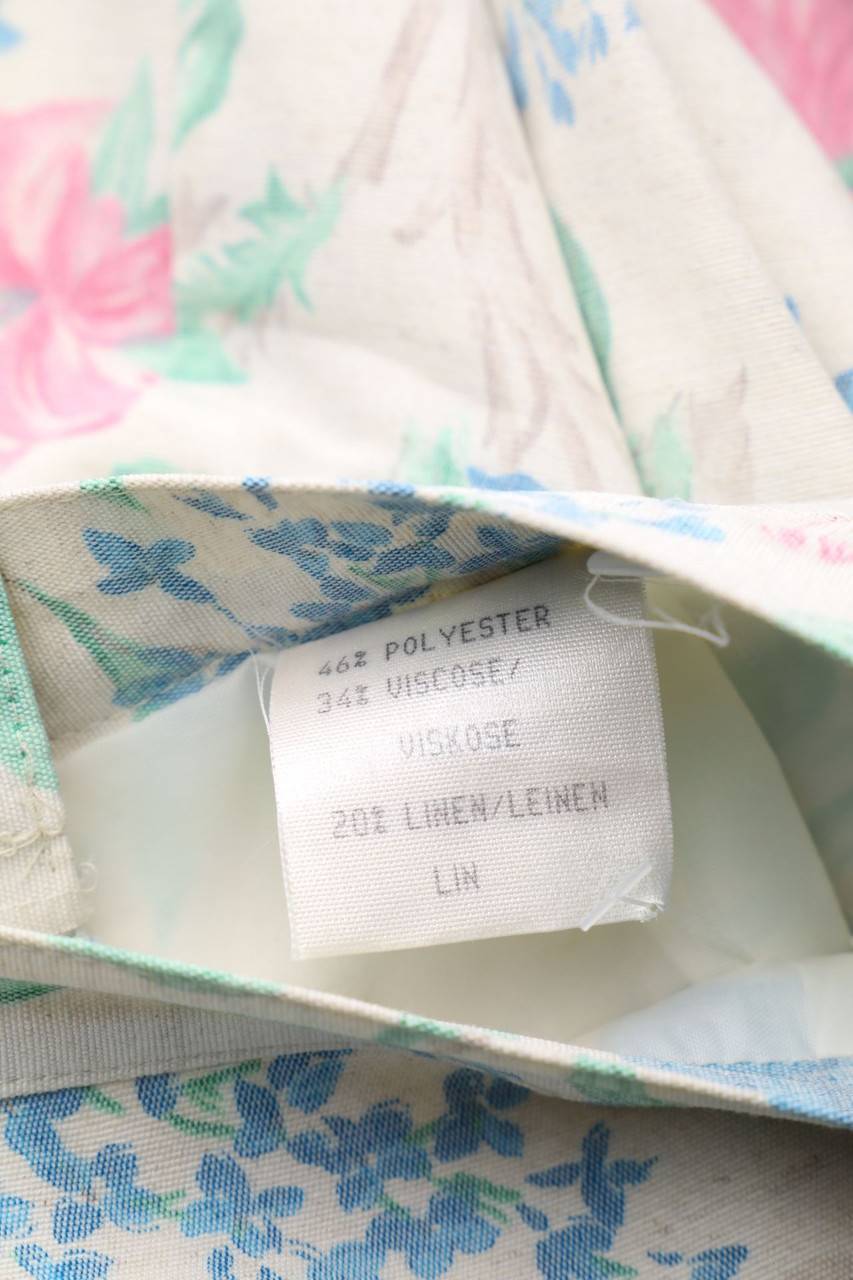 46% POLYESTER
34% VISCOSE/
VISKOSE
20% LINEN/LEINEN
LIN